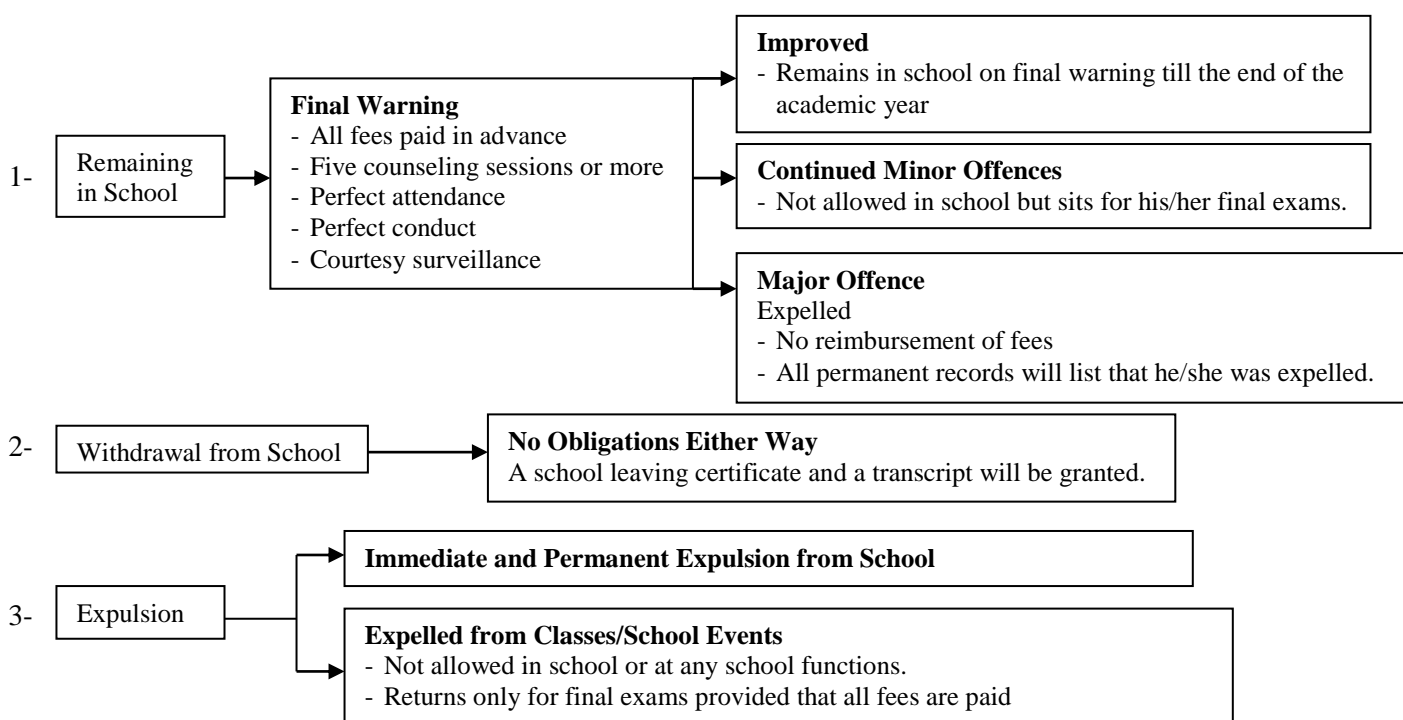 1-
Remaining
in School
Final Warning
- All fees paid in advance
- Five counseling sessions or more
- Perfect attendance
- Perfect conduct
- Courtesy surveillance
Improved
- Remains in school on final warning till the end of the
academic year
Continued Minor Offences
- Not allowed in school but sits for his/her final exams.
Major Offence
Expelled
- No reimbursement of fees
- All permanent records will list that he/she was expelled.
2-
Withdrawal from School
No Obligations Either Way
A school leaving certificate and a transcript will be granted.
3-
Expulsion
Immediate and Permanent Expulsion from School
Expelled from Classes/School Events
- Not allowed in school or at any school functions.
- Returns only for final exams provided that all fees are paid